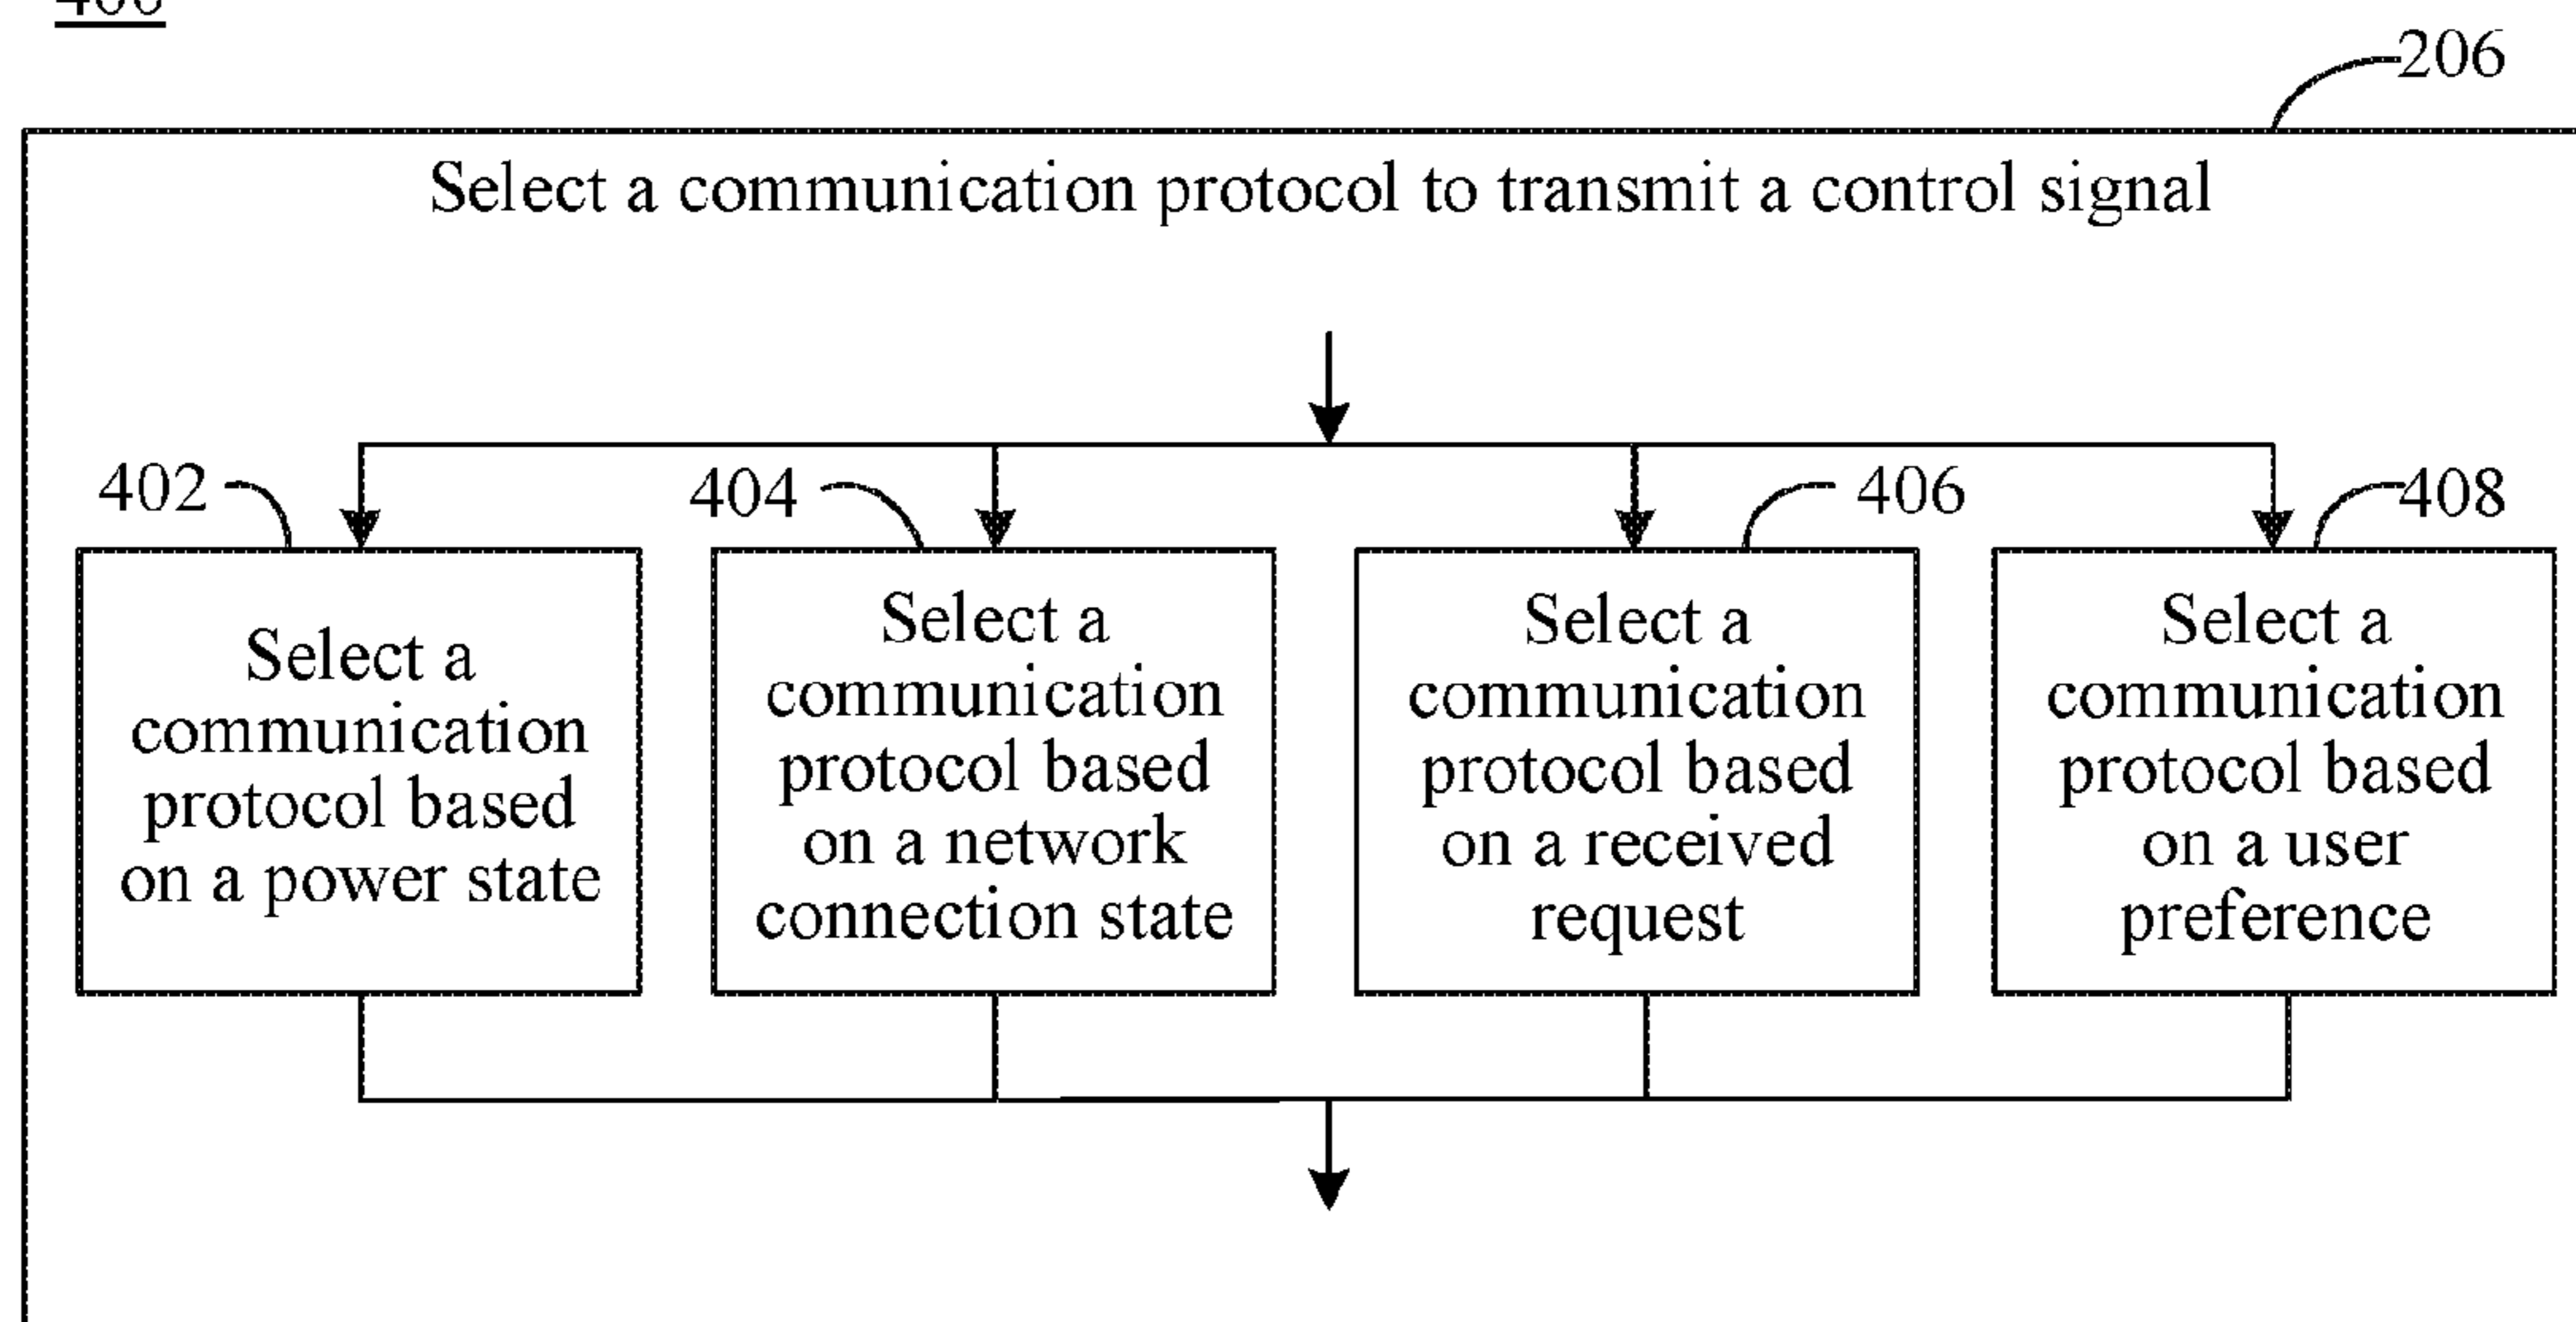 206
Select a communication protocol to transmit a control signal
402
404
406
408
Select a
communication
protocol based
on a power state
Select a
communication
protocol based
on a network
connection state
Select a
communication
protocol based
on a received
request
Select a
communication
protocol based
on a user
preference